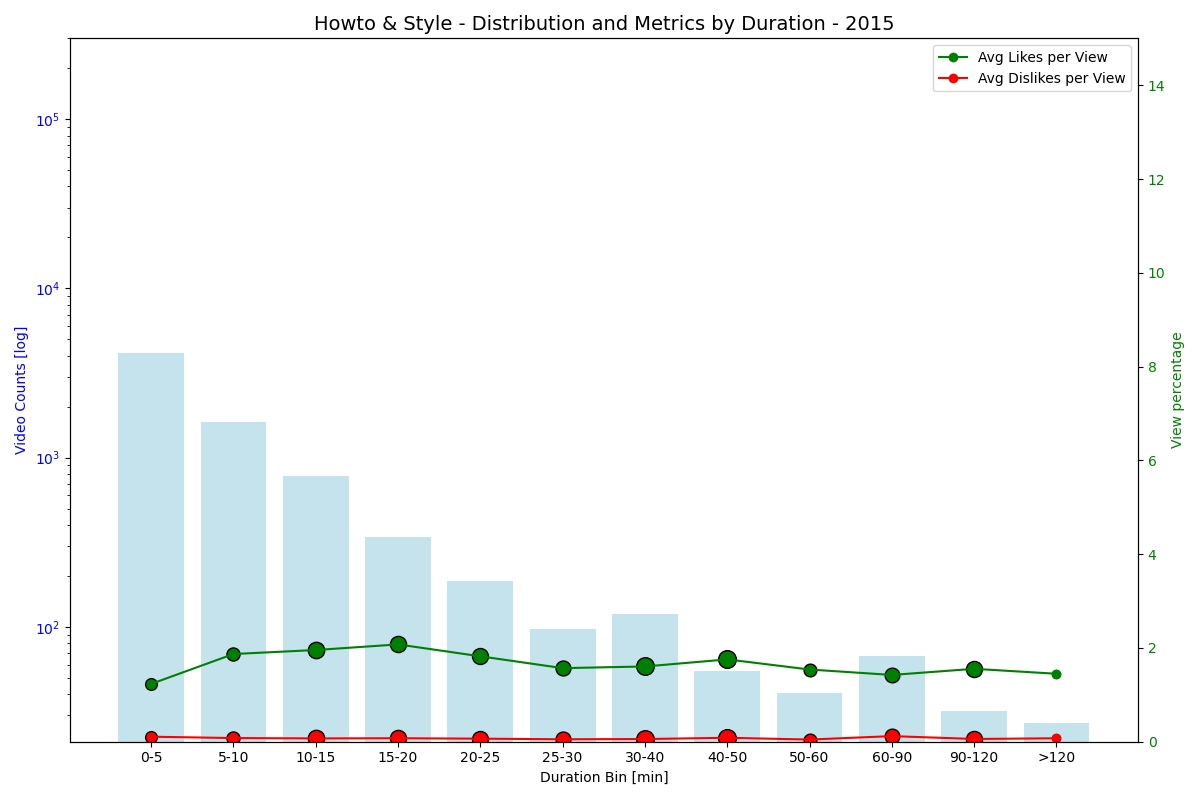 Howto & Style - Distribution and Metrics by Duration - 2015
Avg Likes per View
Avg Dislikes per View
Video Counts [log]
10^5
10^4
10^3
10^2
View percentage
14
12
10
8
6
4
2
0
0-5 5-10 10-15 15-20 20-25 25-30 30-40 40-50 50-60 60-90 90-120 >120
Duration Bin [min]